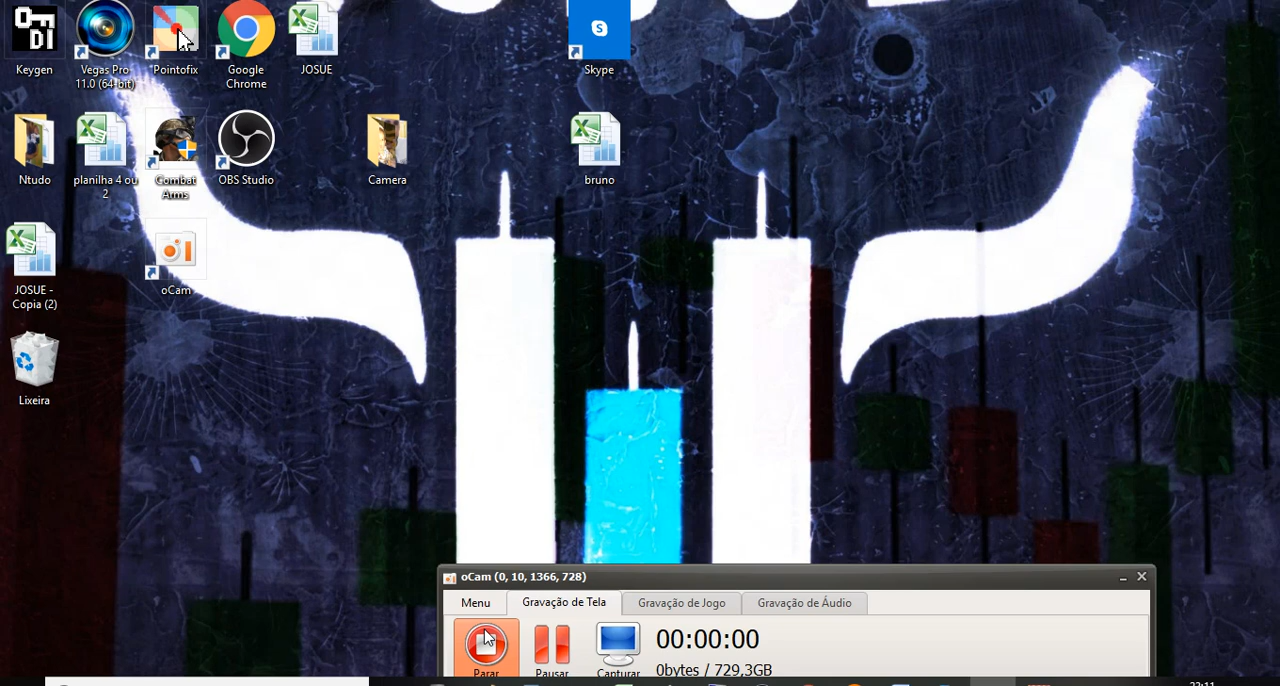 Keygen
Vegas Pro
11.0 (64-bit)
Pointofix
Google
Chrome
JOSUE
Skype
Ntudo
planilha 4 ou
2
Combat
Arms
OBS Studio
Camera
bruno
JOSUE -
Copia (2)
oCam
Lixeira
oCam (0, 10, 1366, 728)
Menu
Gravação de Tela
Gravação de Jogo
Gravação de Áudio
Parar
Pausar
Capturar
00:00:00
0bytes / 729,3GB
22:11